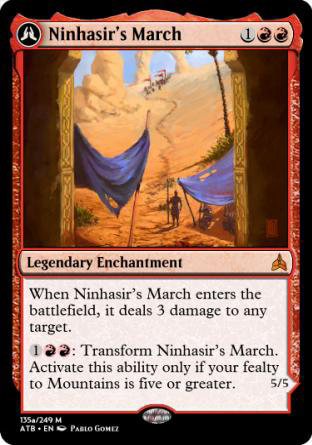 Ninhasir's March 1
Legendary Enchantment
When Ninhasir's March enters the
battlefield, it deals 3 damage to any
target.
1: Transform Ninhasir's March.
Activate this ability only if your fealty
to Mountains is five or greater.
5/5
135a/249 M
ATB • EN Pablo Gomez